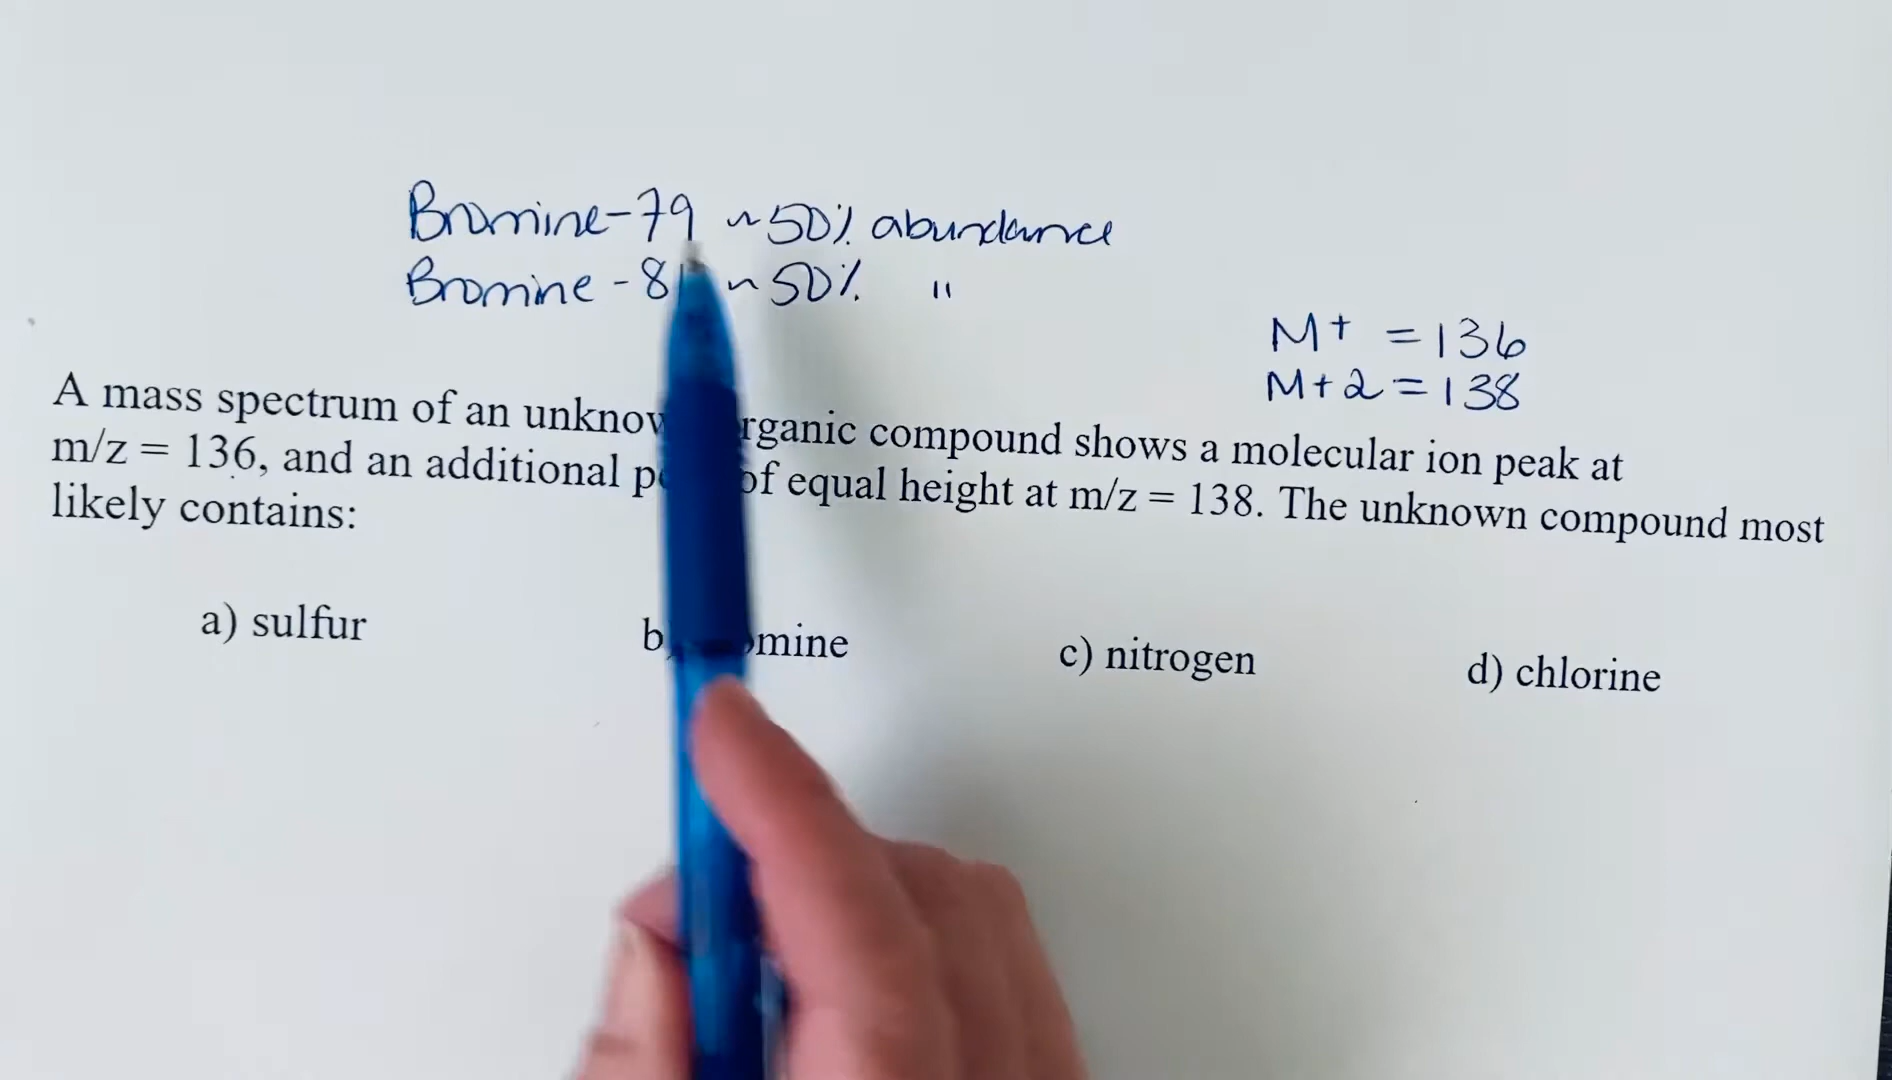 Bromine-79 ~50% abundance
Bromine-8 ~50% "
M+ = 136
M+2 = 138
A mass spectrum of an unknow rganic compound shows a molecular ion peak at
m/z = 136, and an additional p of equal height at m/z = 138. The unknown compound most
likely contains:
a) sulfur b mine c) nitrogen d) chlorine